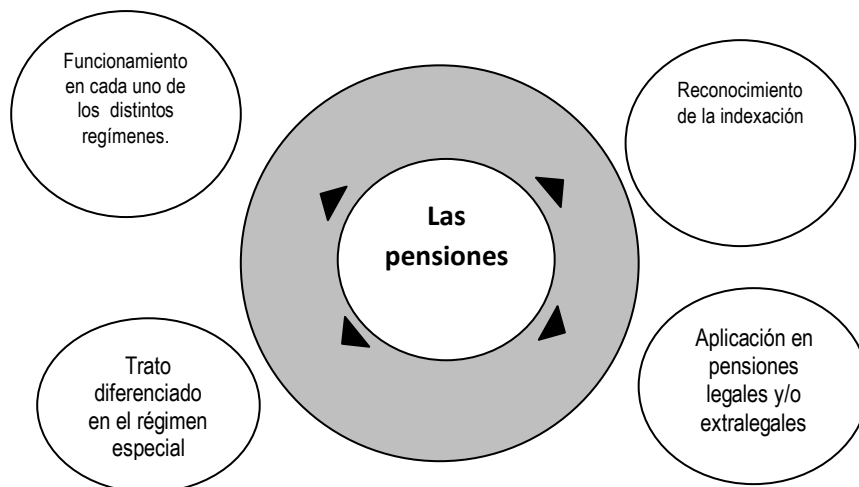 Funcionamiento
en cada uno de
los distintos
regímenes.
Reconocimiento
de la indexación
Las
pensiones
Trato
diferenciado
en el régimen
especial
Aplicación en
pensiones
legales y/o
extralegales